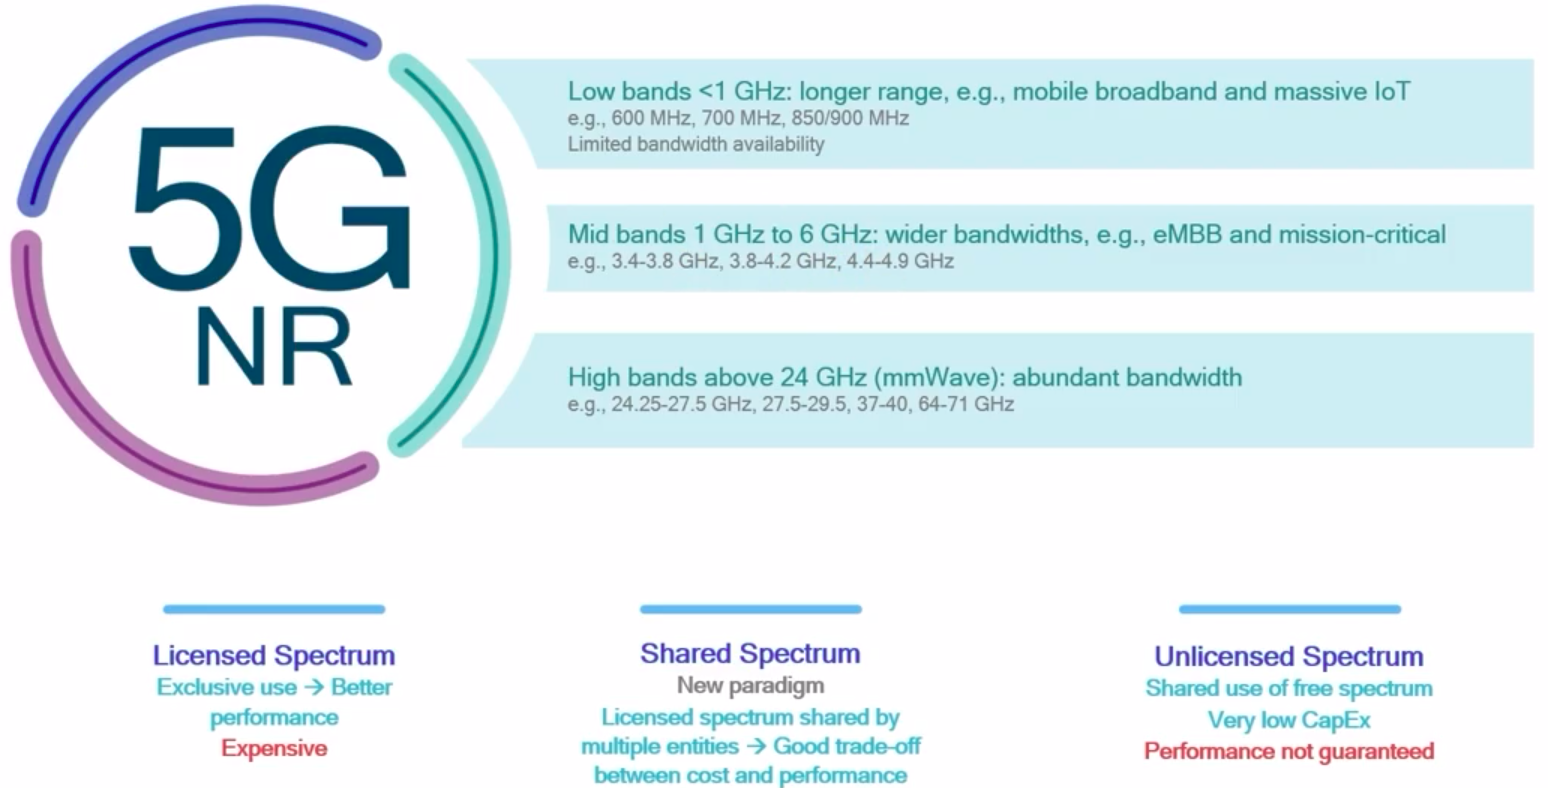 5G
NR
Low bands <1 GHz: longer range, e.g., mobile broadband and massive IoT
e.g., 600 MHz, 700 MHz, 850/900 MHz
Limited bandwidth availability
Mid bands 1 GHz to 6 GHz: wider bandwidths, e.g., eMBB and mission-critical
e.g., 3.4-3.8 GHz, 3.8-4.2 GHz, 4.4-4.9 GHz
High bands above 24 GHz (mmWave): abundant bandwidth
e.g., 24.25-27.5 GHz, 27.5-29.5, 37-40, 64-71 GHz
Licensed Spectrum
Exclusive use → Better
performance
Expensive
Shared Spectrum
New paradigm
Licensed spectrum shared by
multiple entities → Good trade-off
between cost and performance
Unlicensed Spectrum
Shared use of free spectrum
Very low CapEx
Performance not guaranteed